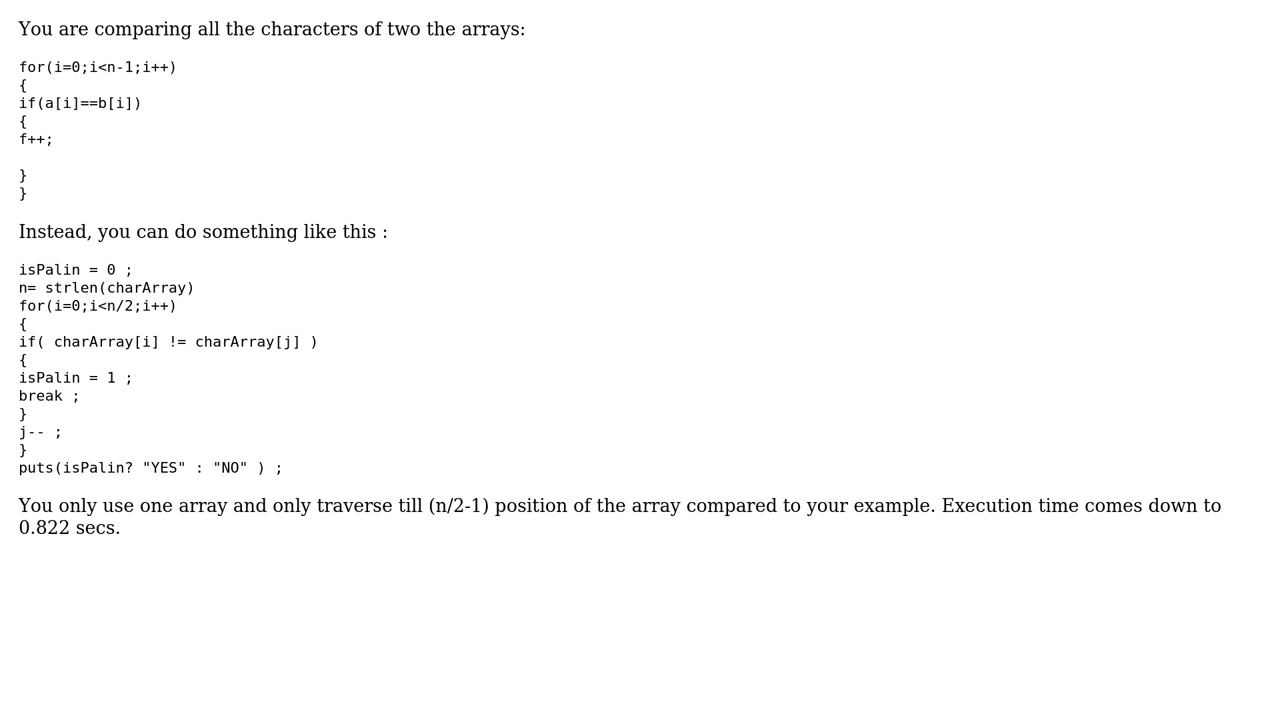 You are comparing all the characters of two the arrays:
for(i=0;i<n-1;i++)
{
if(a[i]==b[i])
{
f++;
}
}
Instead, you can do something like this :
isPalin = 0 ;
n= strlen(charArray)
for(i=0;i<n/2;i++)
{
if( charArray[i] != charArray[j] )
{
isPalin = 1 ;
break ;
}
j-- ;
}
puts(isPalin? "YES" : "NO" ) ;
You only use one array and only traverse till (n/2-1) position of the array compared to your example. Execution time comes down to
0.822 secs.